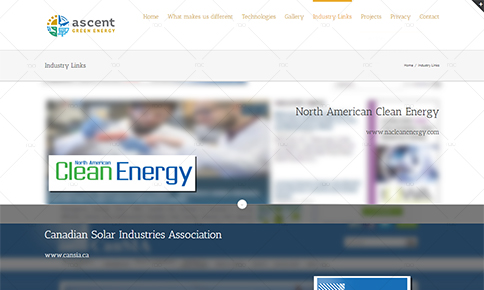 ascent
GREEN ENERGY
Home What makes us different Technologies Gallery Industry Links Projects Privacy Contact
Industry Links
Home / Industry Links
North American Clean Energy
www.nacleanenergy.com
North American
Clean Energy
Canadian Solar Industries Association
www.cansia.ca